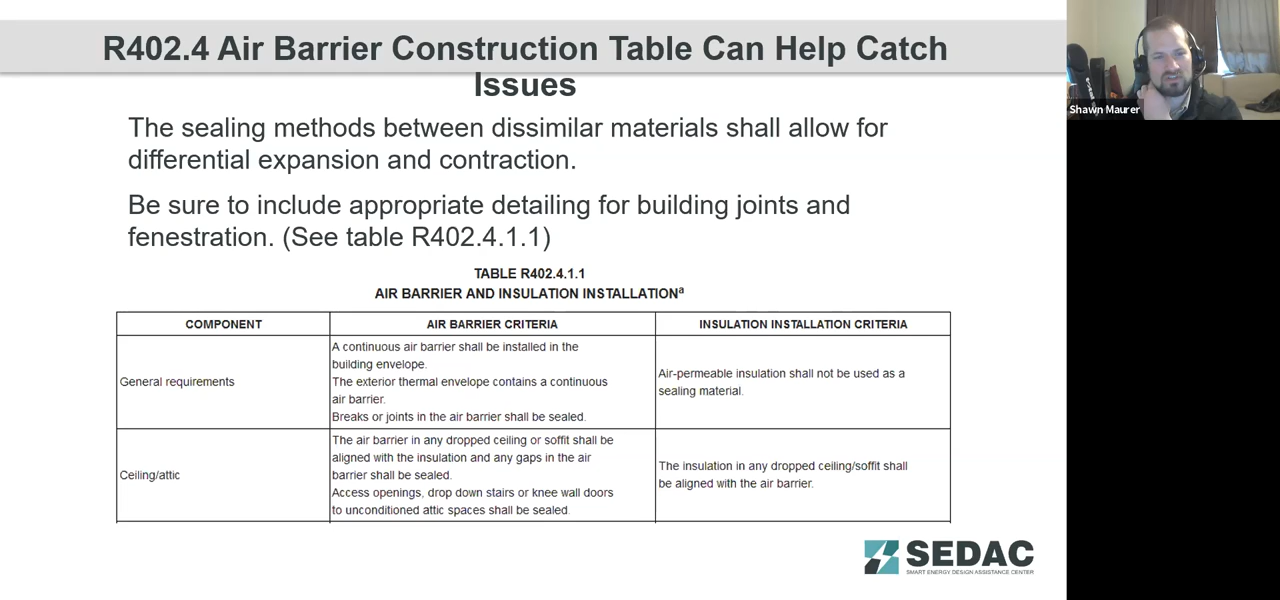 R402.4 Air Barrier Construction Table Can Help Catch
Issues
The sealing methods between dissimilar materials shall allow for
differential expansion and contraction.
Be sure to include appropriate detailing for building joints and
fenestration. (See table R402.4.1.1)
TABLE R402.4.1.1
AIR BARRIER AND INSULATION INSTALLATIONa
COMPONENT
AIR BARRIER CRITERIA
INSULATION INSTALLATION CRITERIA
General requirements
A continuous air barrier shall be installed in the
building envelope.
The exterior thermal envelope contains a continuous
air barrier.
Breaks or joints in the air barrier shall be sealed.
Air-permeable insulation shall not be used as a
sealing material.
Ceiling/attic
The air barrier in any dropped ceiling or soffit shall be
aligned with the insulation and any gaps in the air
barrier shall be sealed.
Access openings, drop down stairs or knee wall doors
to unconditioned attic spaces shall be sealed.
The insulation in any dropped ceiling/soffit shall
be aligned with the air barrier.
SEDAC
SMART ENERGY DESIGN ASSISTANCE CENTER
Shawn Maurer